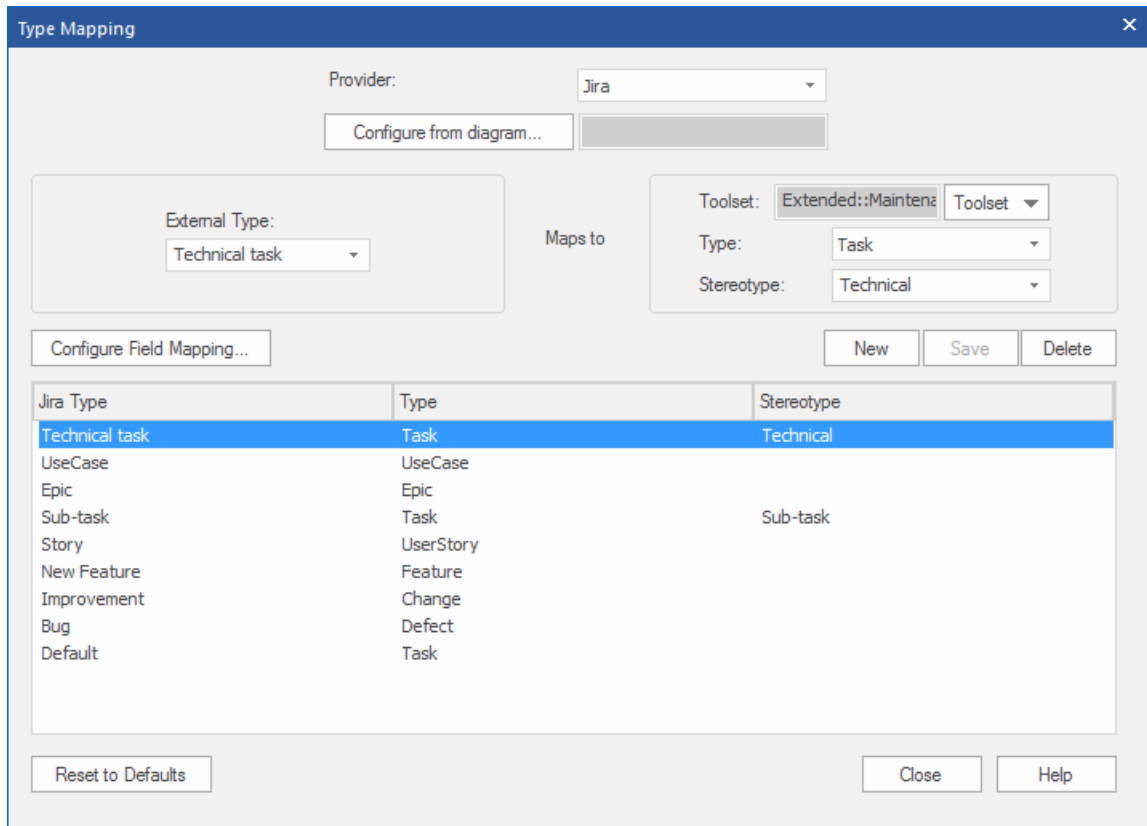 Type Mapping
Provider: Jira
Configure from diagram...
External Type:
Technical task
Maps to
Toolset: Extended::Maintena Toolset
Type: Task
Stereotype: Technical
Configure Field Mapping... New Save Delete
Jira Type Type Stereotype
Technical task Task Technical
UseCase UseCase
Epic Epic
Sub-task Task Sub-task
Story UserStory
New Feature Feature
Improvement Change
Bug Defect
Default Task
Reset to Defaults Close Help